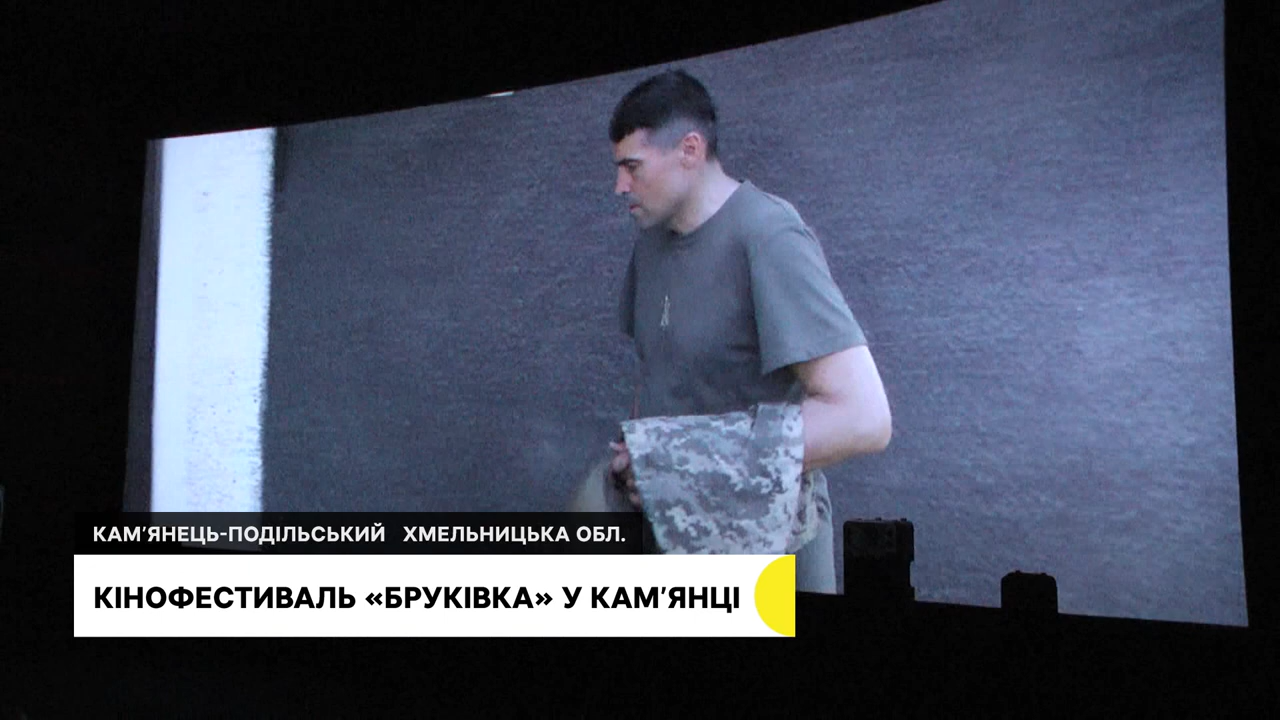 КАМ’ЯНЕЦЬ-ПОДІЛЬСЬКИЙ ХМЕЛЬНИЦЬКА ОБЛ.
КІНОФЕСТИВАЛЬ «БРУКІВКА» У КАМ’ЯНЦІ